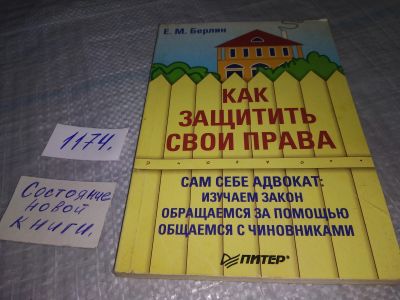 Е. М. Берлин
КАК
ЗАЩИТИТЬ
СВОИ ПРАВА
САМ СЕБЕ АДВОКАТ:
ИЗУЧАЕМ ЗАКОН
ОБРАЩАЕМСЯ ЗА ПОМОЩЬЮ
ОБЩАЕМСЯ С ЧИНОВНИКАМИ
ПИТЕР®
1174.
Состояние
новой
книги.